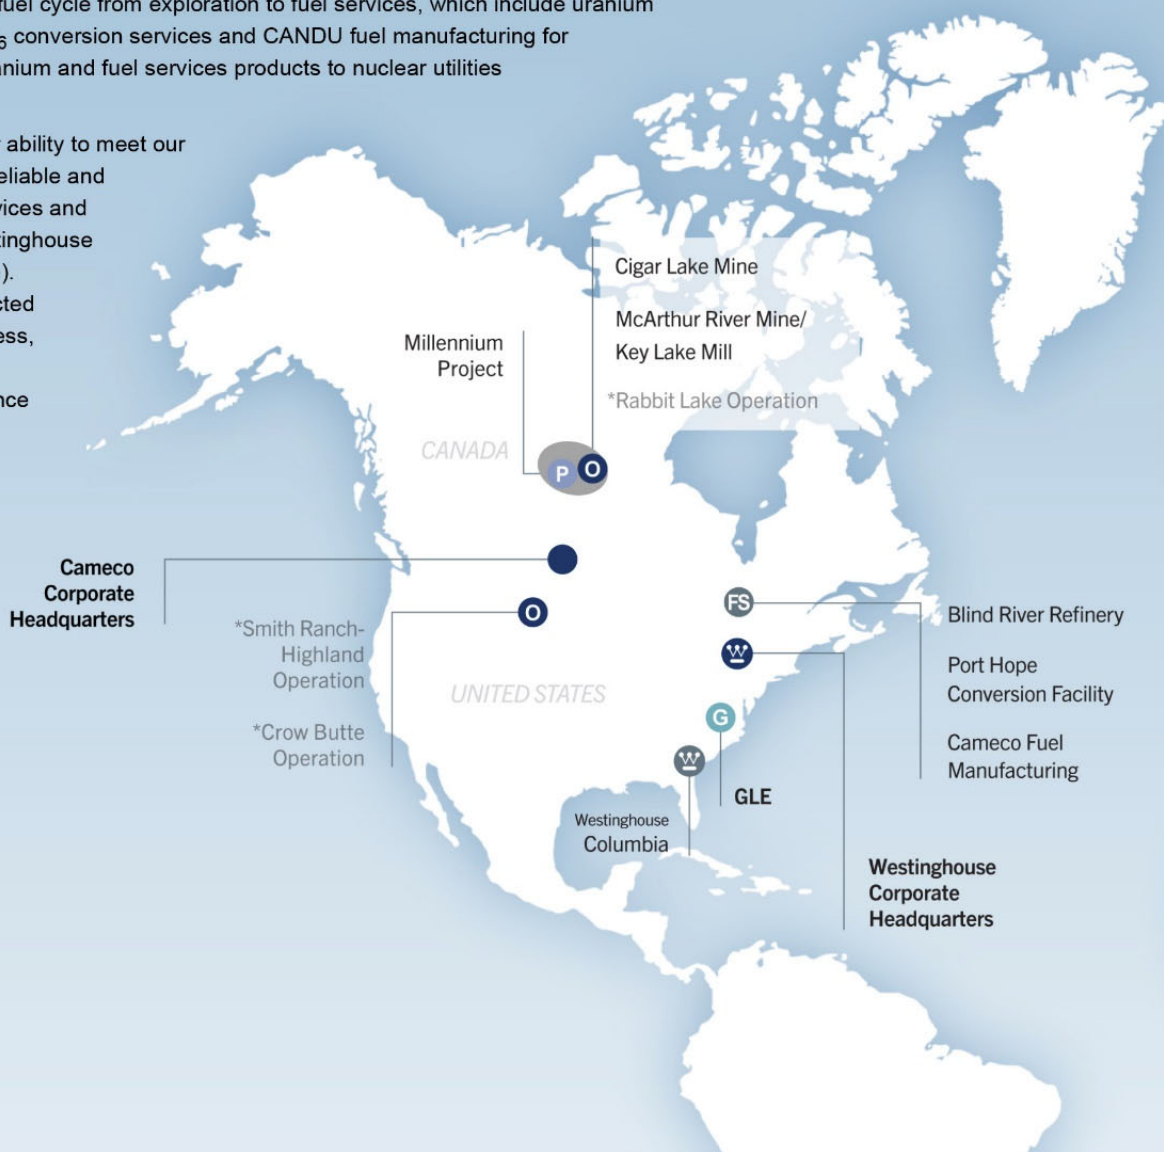 fuel cycle from exploration to fuel services, which include uranium
6 conversion services and CANDU fuel manufacturing for
nium and fuel services products to nuclear utilities
ability to meet our
eliable and
vices and
tinghouse
).
cted
ess,
nce
Cigar Lake Mine
McArthur River Mine/
Key Lake Mill
*Rabbit Lake Operation
Millennium
Project
CANADA
P
O
Cameco
Corporate
Headquarters
O
*Smith Ranch-
Highland
Operation
*Crow Butte
Operation
UNITED STATES
FS
Blind River Refinery
Port Hope
Conversion Facility
Cameco Fuel
Manufacturing
W
G
W
GLE
Westinghouse
Columbia
Westinghouse
Corporate
Headquarters